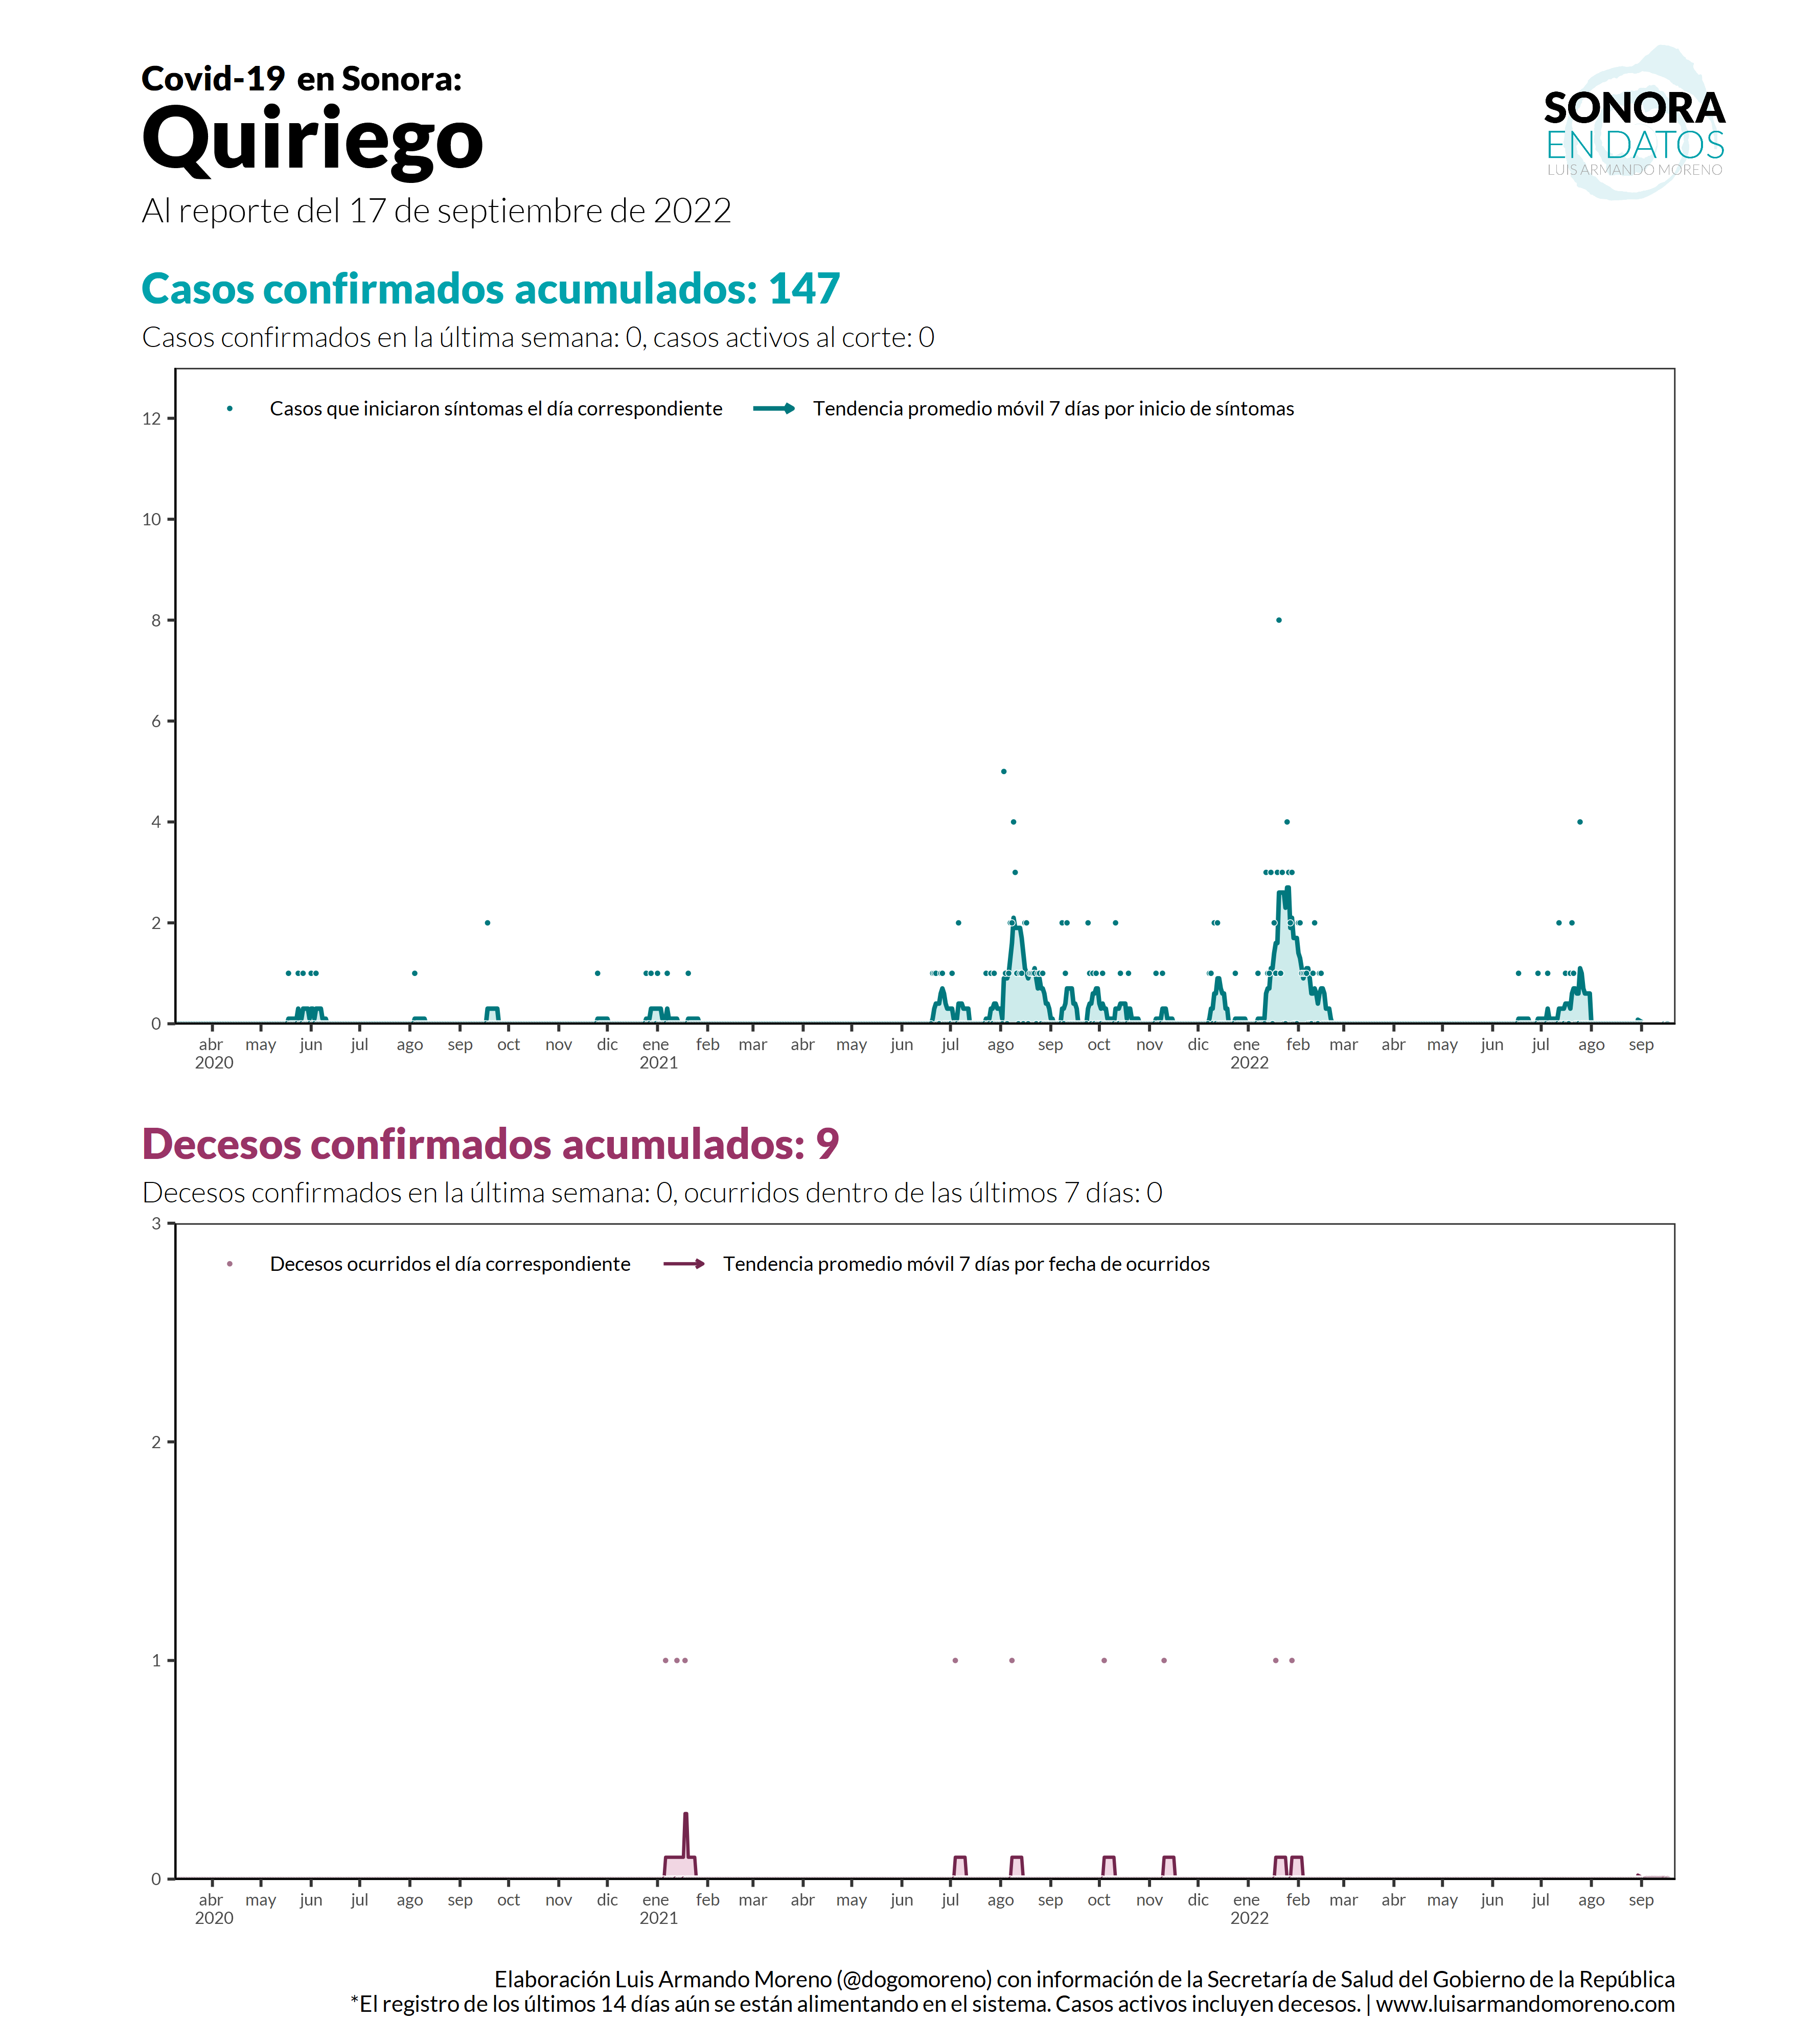 Covid-19 en Sonora:
Quiriego
Al reporte del 17 de septiembre de 2022
SONORA
EN DATOS
LUIS ARMANDO MORENO
Casos confirmados acumulados: 147
Casos confirmados en la última semana: 0, casos activos al corte: 0
Casos que iniciaron síntomas el día correspondiente Tendencia promedio móvil 7 días por inicio de síntomas
12
10
8
6
4
2
0
abr may jun jul ago sep oct nov dic ene feb mar abr may jun jul ago sep oct nov dic ene feb mar abr may jun jul ago sep
2020 2021 2022
Decesos confirmados acumulados: 9
Decesos confirmados en la última semana: 0, ocurridos dentro de las últimos 7 días: 0
3
Decesos ocurridos el día correspondiente Tendencia promedio móvil 7 días por fecha de ocurridos
2
1
0
abr may jun jul ago sep oct nov dic ene feb mar abr may jun jul ago sep oct nov dic ene feb mar abr may jun jul ago sep
2020 2021 2022
Elaboración Luis Armando Moreno (@dogomoreno) con información de la Secretaría de Salud del Gobierno de la República
*El registro de los últimos 14 días aún se están alimentando en el sistema. Casos activos incluyen decesos. | www.luisarmandomoreno.com